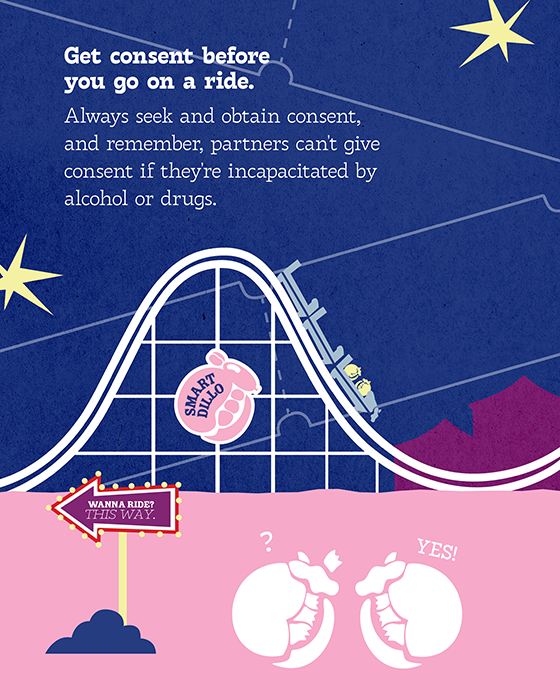 Get consent before
you go on a ride.
Always seek and obtain consent,
and remember, partners can't give
consent if they're incapacitated by
alcohol or drugs.
SMART
DILLO
WANNA RIDE?
THIS WAY.
?
YES!